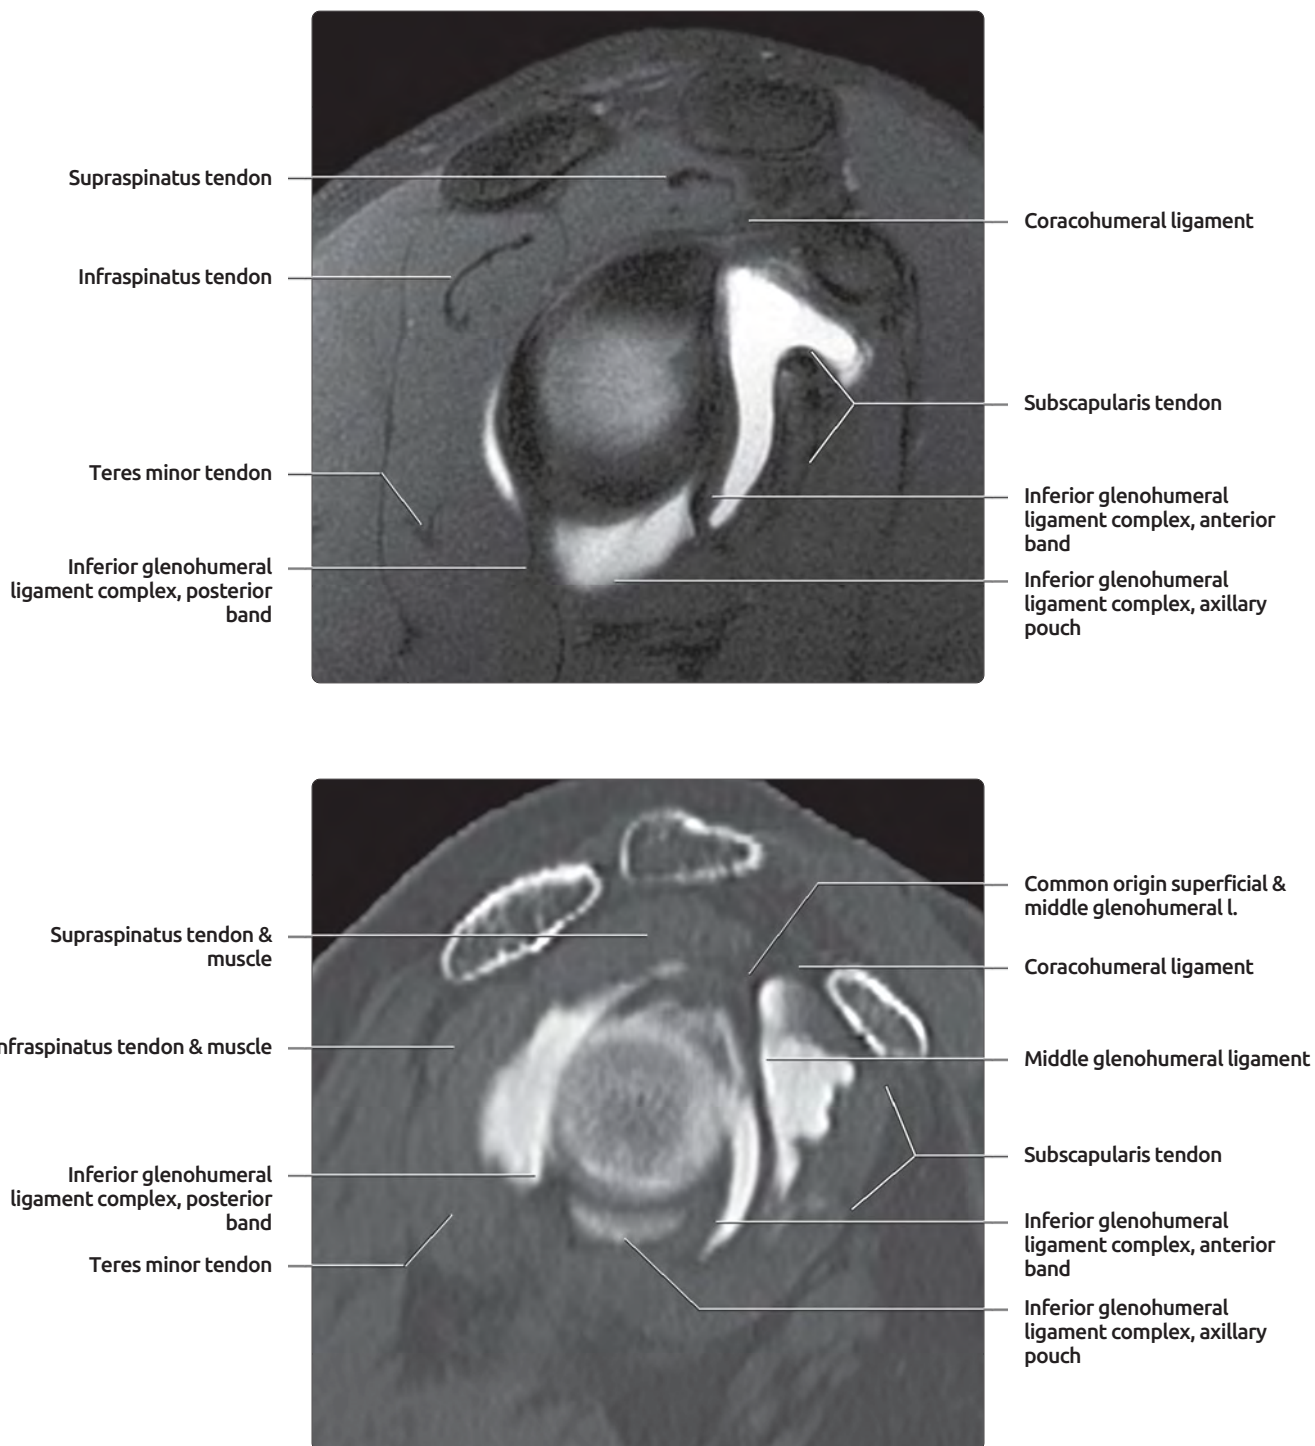 Supraspinatus tendon
Coracohumeral ligament
Infraspinatus tendon
Subscapularis tendon
Teres minor tendon
Inferior glenohumeral
ligament complex, anterior
band
Inferior glenohumeral
ligament complex, posterior
band
Inferior glenohumeral
ligament complex, axillary
pouch
Common origin superficial &
middle glenohumeral l.
Supraspinatus tendon &
muscle
Coracohumeral ligament
nfraspinatus tendon & muscle
Middle glenohumeral ligament
Subscapularis tendon
Inferior glenohumeral
ligament complex, posterior
band
Inferior glenohumeral
ligament complex, anterior
band
Teres minor tendon
Inferior glenohumeral
ligament complex, axillary
pouch